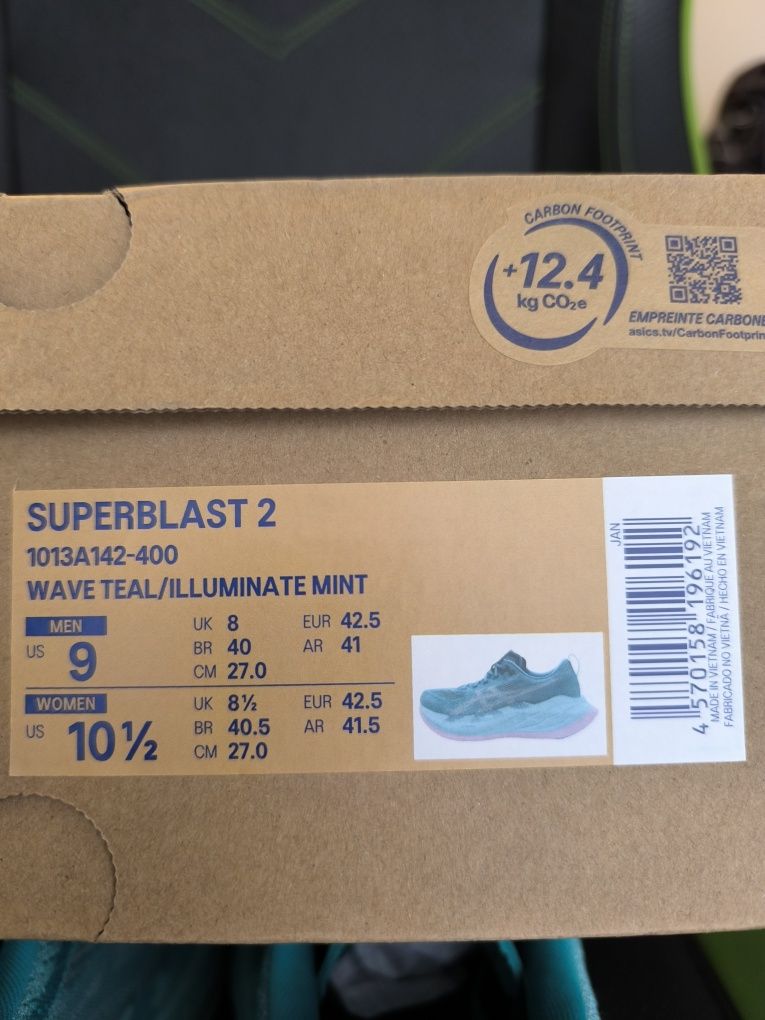 CARBON FOOTPRINT
+12.4
kg CO₂e
EMPREINTE CARBONE
asics.tv/CarbonFootprin
SUPERBLAST 2
1013A142-400
WAVE TEAL/ILLUMINATE MINT
MEN
US 9
UK 8 EUR 42.5
BR 40 AR 41
CM 27.0
WOMEN
US 10½
UK 8½ EUR 42.5
BR 40.5 AR 41.5
CM 27.0
JAN
4 570158 196192
MADE IN VIETNAM / FABRIQUÉ AU VIETNAM
FABRICADO NO VIETNÃ / HECHO EN VIETNAM